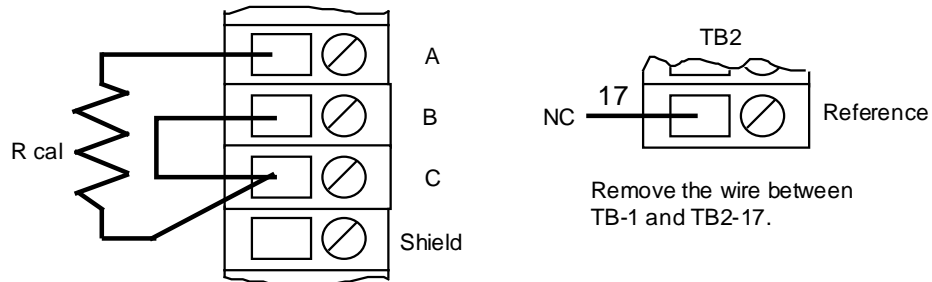 A
B
C
Shield
R cal
TB2
17
NC
Reference
Remove the wire between
TB-1 and TB2-17.